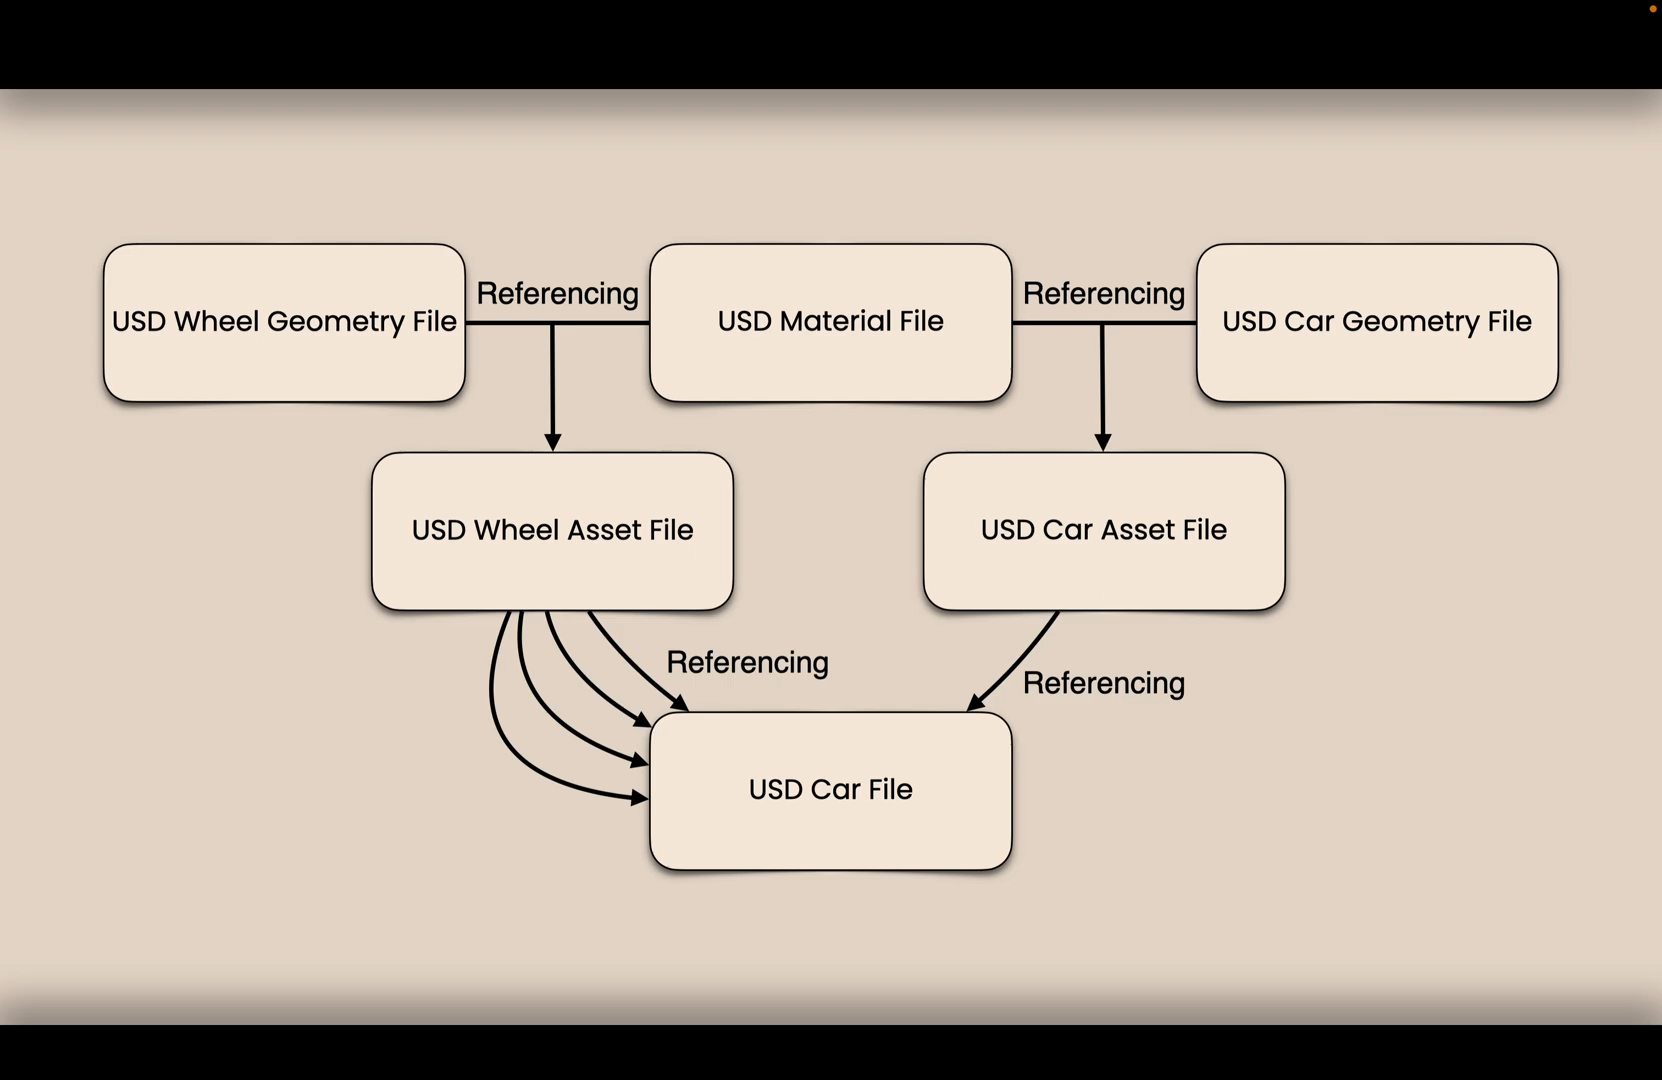 USD Wheel Geometry File
Referencing
USD Material File
Referencing
USD Car Geometry File
USD Wheel Asset File
USD Car Asset File
Referencing
Referencing
USD Car File